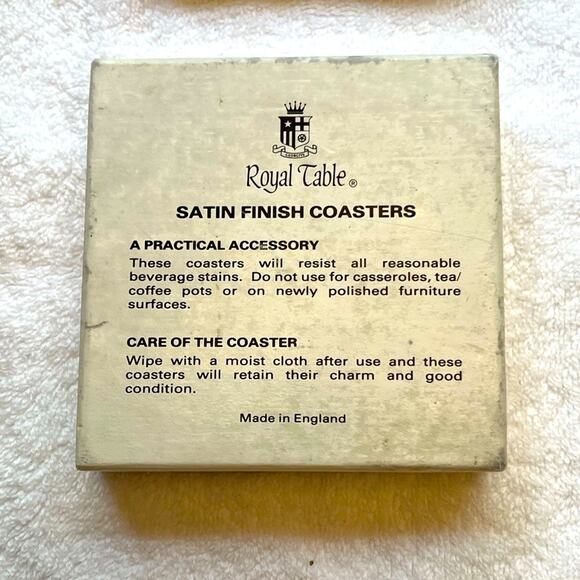 Royal Table®
SATIN FINISH COASTERS
A PRACTICAL ACCESSORY
These coasters will resist all reasonable
beverage stains. Do not use for casseroles, tea/
coffee pots or on newly polished furniture
surfaces.
CARE OF THE COASTER
Wipe with a moist cloth after use and these
coasters will retain their charm and good
condition.
Made in England